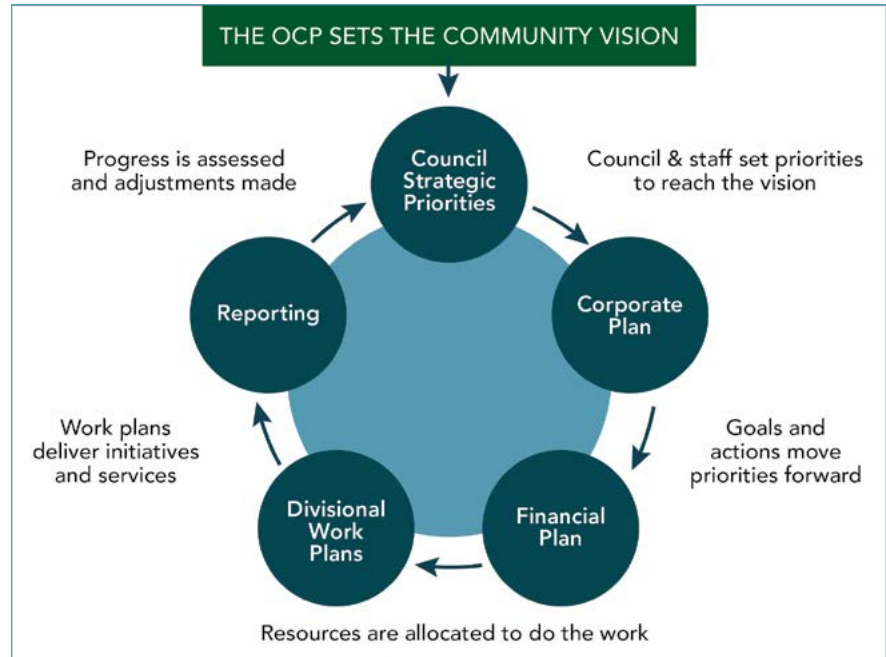 THE OCP SETS THE COMMUNITY VISION
Council
Strategic
Priorities
Council & staff set priorities
to reach the vision
Corporate
Plan
Goals and
actions move
priorities forward
Financial
Plan
Resources are allocated to do the work
Divisional
Work
Plans
Work plans
deliver initiatives
and services
Reporting
Progress is assessed
and adjustments made